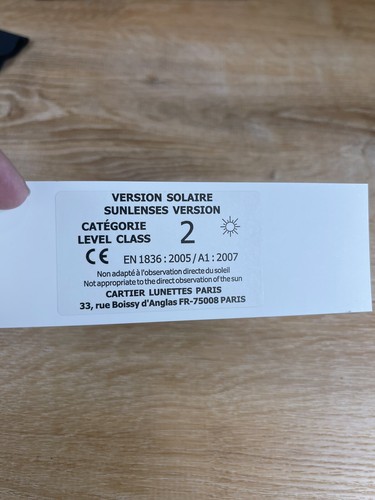 VERSION SOLAIRE
SUNLENSES VERSION
CATÉGORIE
LEVEL CLASS 2
CE EN 1836 : 2005 / A1 : 2007
Non adapté à l'observation directe du soleil
Not appropriate to the direct observation of the sun
CARTIER LUNETTES PARIS
33, rue Boissy d'Anglas FR-75008 PARIS